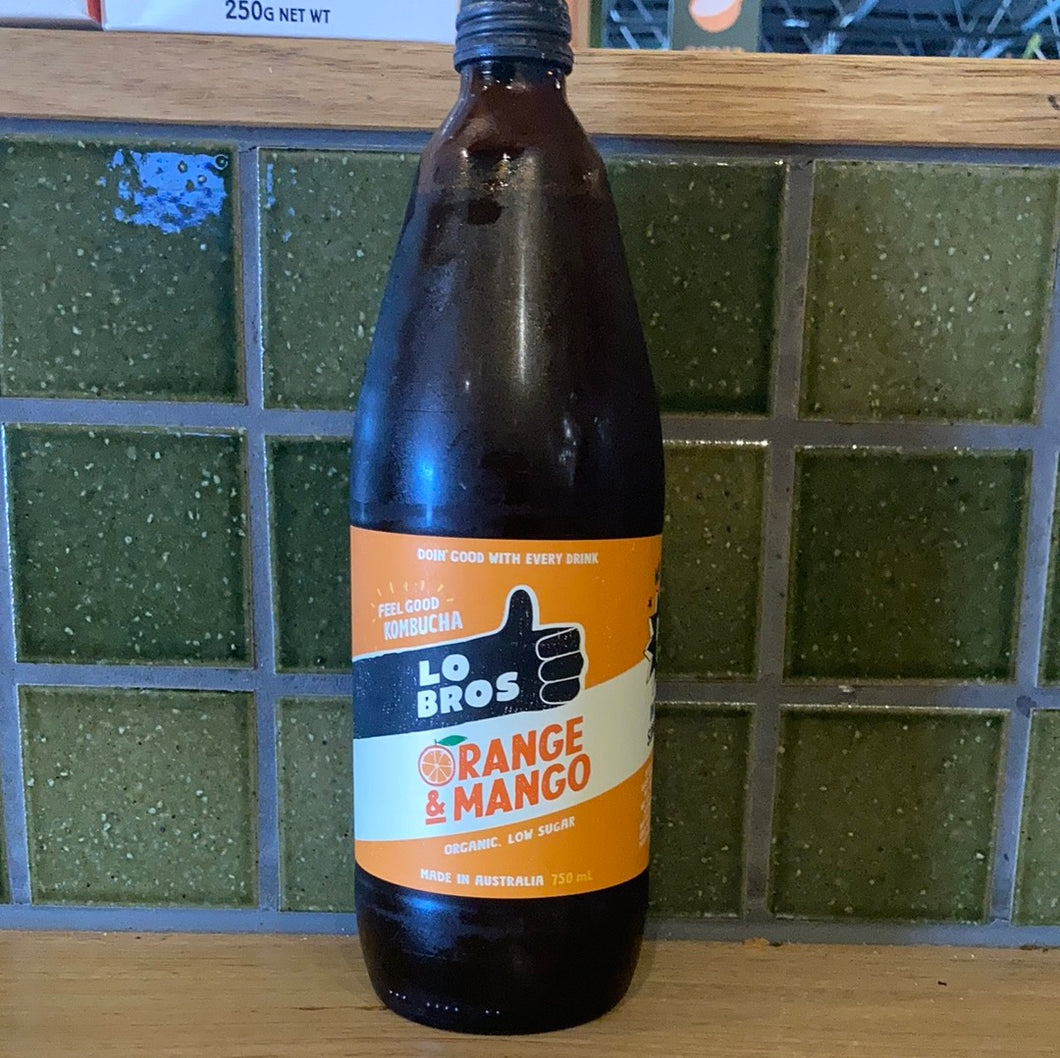 250G NET WT
DOIN' GOOD WITH EVERY DRINK
FEEL GOOD
KOMBUCHA
LO
BROS
ORANGE
& MANGO
ORGANIC. LOW SUGAR
MADE IN AUSTRALIA 750 mL